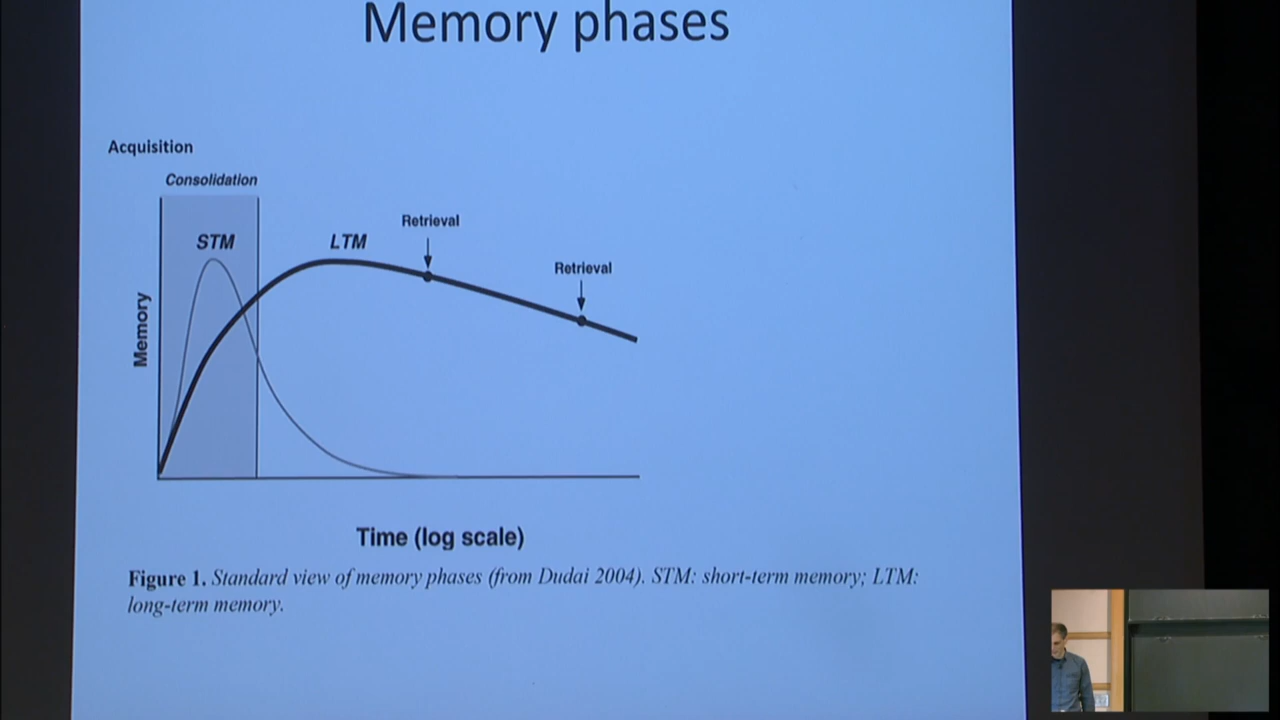 Memory phases
Acquisition
Consolidation
STM
LTM
Retrieval
Retrieval
Memory
Time (log scale)
Figure 1. Standard view of memory phases (from Dudai 2004). STM: short-term memory; LTM:
long-term memory.